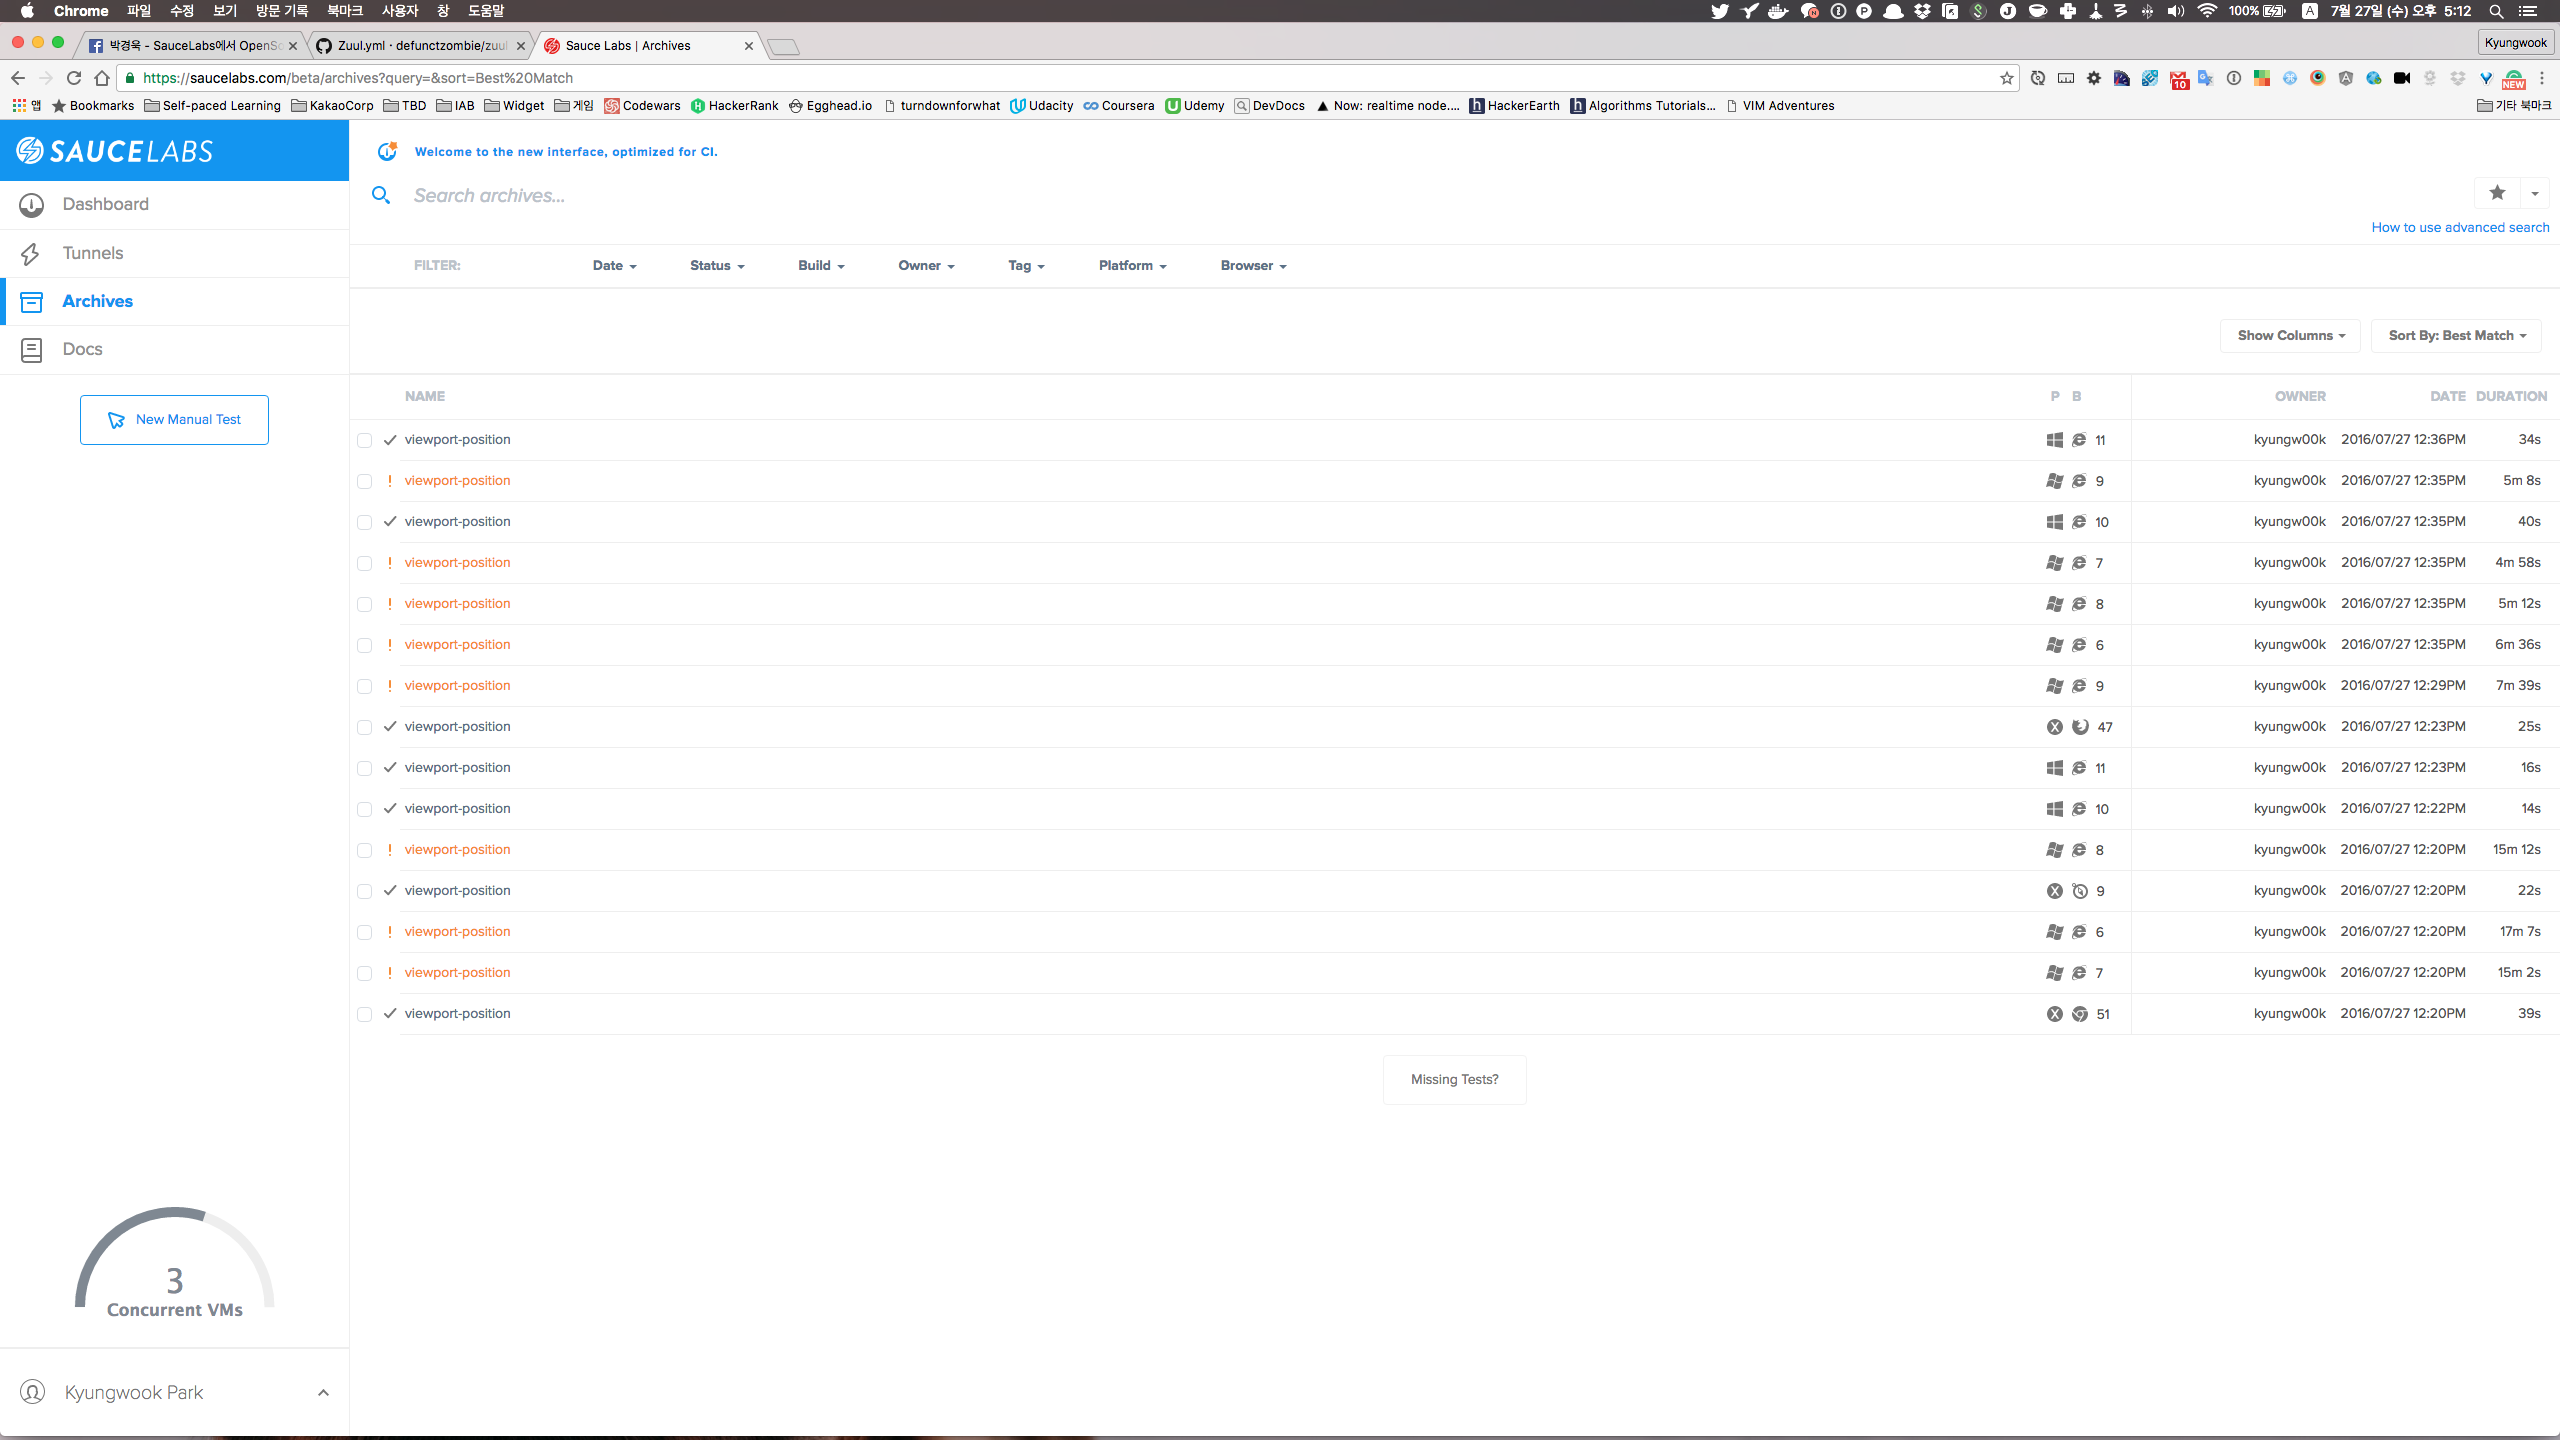 Chrome 파일 수정 보기 방문 기록 북마크 사용자 창 도움말 100% A 7월 27일 (수) 오후 5:12
박경욱 - SauceLabs에서 OpenSc Zuul.yml · defunctzombie/zuul Sauce Labs | Archives Kyungwook
https://saucelabs.com/beta/archives?query=&sort=Best%20Match 10 NEW
앱 Bookmarks Self-paced Learning KakaoCorp TBD IAB Widget 게임 Codewars HackerRank Egghead.io turndownforwhat Udacity Coursera Udemy DevDocs Now: realtime node.... HackerEarth Algorithms Tutorials... VIM Adventures 기타 북마크
SAUCELABS
Dashboard
Tunnels
Archives
Docs
New Manual Test
3
Concurrent VMs
Kyungwook Park
Welcome to the new interface, optimized for CI.
Search archives...
How to use advanced search
FILTER: Date Status Build Owner Tag Platform Browser
Show Columns Sort By: Best Match
NAME P B OWNER DATE DURATION
viewport-position 11 kyungw00k 2016/07/27 12:36PM 34s
! viewport-position 9 kyungw00k 2016/07/27 12:35PM 5m 8s
viewport-position 10 kyungw00k 2016/07/27 12:35PM 40s
! viewport-position 7 kyungw00k 2016/07/27 12:35PM 4m 58s
! viewport-position 8 kyungw00k 2016/07/27 12:35PM 5m 12s
! viewport-position 6 kyungw00k 2016/07/27 12:35PM 6m 36s
! viewport-position 9 kyungw00k 2016/07/27 12:29PM 7m 39s
viewport-position 47 kyungw00k 2016/07/27 12:23PM 25s
viewport-position 11 kyungw00k 2016/07/27 12:23PM 16s
viewport-position 10 kyungw00k 2016/07/27 12:22PM 14s
! viewport-position 8 kyungw00k 2016/07/27 12:20PM 15m 12s
viewport-position 9 kyungw00k 2016/07/27 12:20PM 22s
! viewport-position 6 kyungw00k 2016/07/27 12:20PM 17m 7s
! viewport-position 7 kyungw00k 2016/07/27 12:20PM 15m 2s
viewport-position 51 kyungw00k 2016/07/27 12:20PM 39s
Missing Tests?